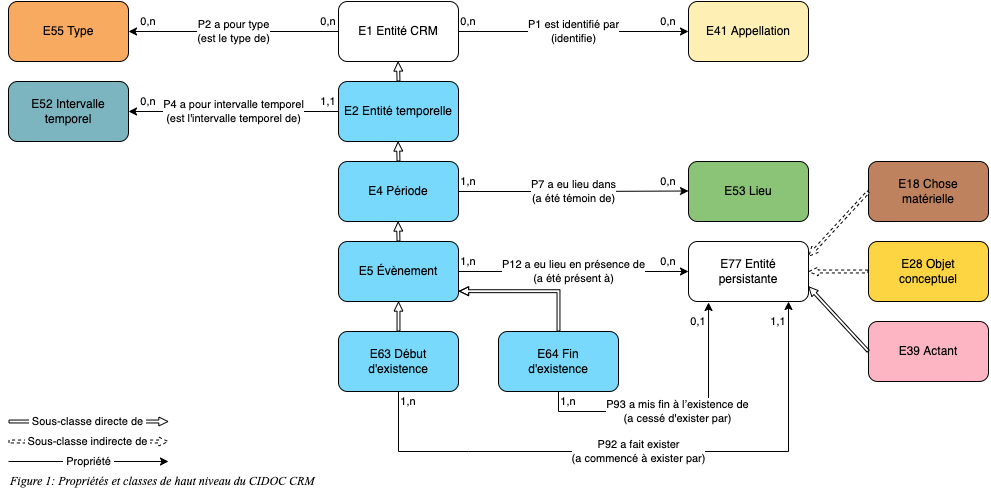 E55 Type
0,n
P2 a pour type
(est le type de)
0,n
E1 Entité CRM
0,n
P1 est identifié par
(identifie)
0,n
E41 Appellation
E52 Intervalle
temporel
0,n
P4 a pour intervalle temporel
(est l'intervalle temporel de)
1,1
E2 Entité temporelle
E4 Période
1,n
P7 a eu lieu dans
(a été témoin de)
0,n
E53 Lieu
E18 Chose
matérielle
E5 Évènement
1,n
P12 a eu lieu en présence de
(a été présent à)
0,n
E77 Entité
persistante
E28 Objet
conceptuel
0,1
1,1
E39 Actant
E63 Début
d'existence
E64 Fin
d'existence
1,n
1,n
P93 a mis fin à l'existence de
(a cessé d'exister par)
P92 a fait exister
(a commencé à exister par)
Sous-classe directe de
Sous-classe indirecte de
Propriété
Figure 1: Propriétés et classes de haut niveau du CIDOC CRM